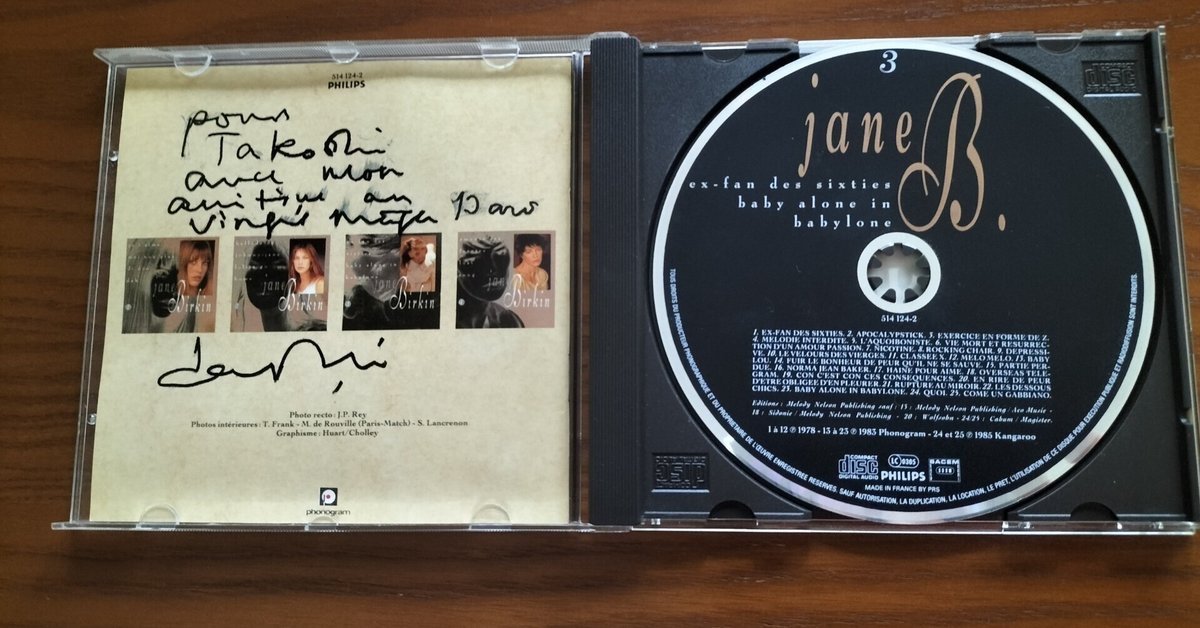 514 124-2
PHILIPS
pour
Takashi
avec mon
Photo recto : J.P. Rey
Photos intérieures : T. Frank - M. de Rouville (Paris-Match) - S. Lancrenon
Graphisme : Huart/Cholley
phonogram
jane
Birkin
jane
Birkin
jane
Birkin
jane
Birkin
3
jane B.
ex-fan des sixties
baby alone in
babylone
514 124-2
1. EX-FAN DES SIXTIES. 2. APOCALYPSTICK. 3. EXERCICE EN FORME DE Z.
4. MELODIE INTERDITE. 5. L'AQUOIBONISTE. 6. VIE MORT ET RESURREC-
TION D'UN AMOUR PASSION. 7. NICOTINE. 8. ROCKING CHAIR. 9. DEPRESSI-
VE. 10. LE VELOURS DES VIERGES. 11. CLASSEE X. 12. MELO MELO. 13. BABY
LOU. 14. FUIR LE BONHEUR DE PEUR QU'IL NE SE SAUVE. 15. PARTIE PER-
DUE. 16. NORMA JEAN BAKER. 17. HAINE POUR AIME. 18. OVERSEAS TELE-
GRAM. 19. CON C'EST CON CES CONSEQUENCES. 20. EN RIRE DE PEUR
D'ETRE OBLIGEE D'EN PLEURER. 21. RUPTURE AU MIROIR. 22. LES DESSOUS
CHICS. 23. BABY ALONE IN BABYLONE. 24. QUOI. 25. COME UN GABBIANO.
Editions : Melody Nelson Publishing sauf : 15 : Melody Nelson Publishing / Aco Music -
18 : Sidonie / Melody Nelson Publishing - 20 : Wolfsohn - 24/25 : Cabum / Magister.
1 à 12 ℗ 1978 - 13 à 23 ℗ 1983 Phonogram - 24 et 25 ℗ 1985 Kangaroo
COMPACT
disc
DIGITAL AUDIO
PHILIPS
LC 0305
SACEM
MADE IN FRANCE BY PRS
TOUS DROITS DU PRODUCTEUR PHONOGRAPHIQUE ET DU PROPRIETAIRE DE L'ŒUVRE ENREGISTREE RESERVES. SAUF AUTORISATION, LA DUPLICATION, LA LOCATION, LE PRET, L'UTILISATION DE CE DISQUE POUR EXECUTION PUBLIQUE ET RADIODIFFUSION SONT INTERDITS.
COMPACT
disc